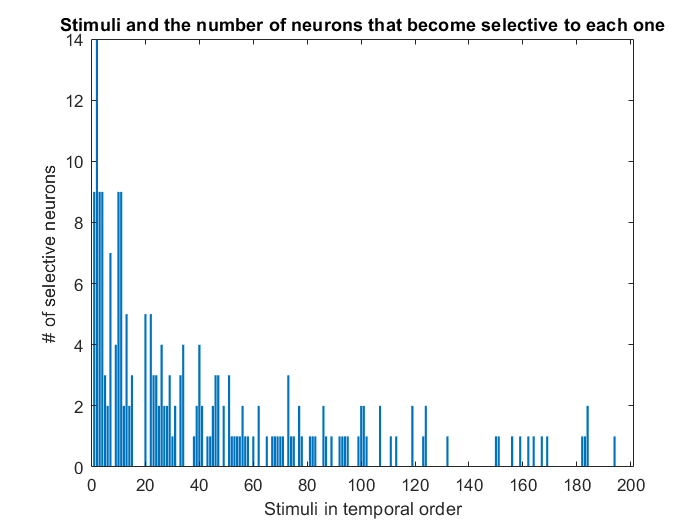 Stimuli and the number of neurons that become selective to each one
14
12
10
8
6
4
2
0
# of selective neurons
0 20 40 60 80 100 120 140 160 180 200
Stimuli in temporal order